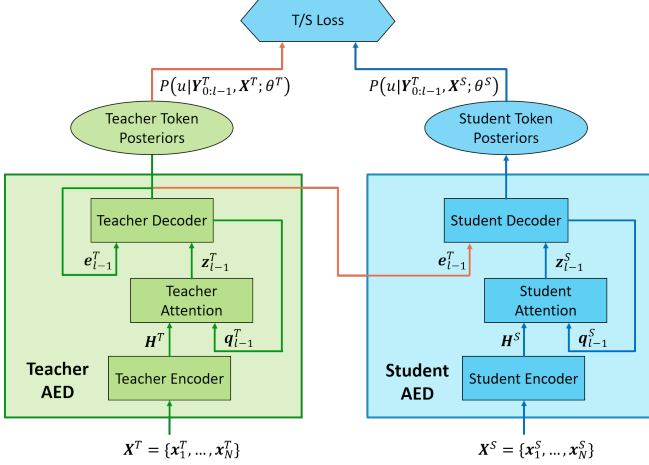 T/S Loss
P(u|Y^T_{0:l−1}, X^T; θ^T)
P(u|Y^T_{0:l−1}, X^S; θ^S)
Teacher Token
Posteriors
Student Token
Posteriors
Teacher Decoder
Student Decoder
e^T_{l−1}
z^T_{l−1}
e^T_{l−1}
z^S_{l−1}
Teacher
Attention
Student
Attention
H^T
q^T_{l−1}
H^S
q^S_{l−1}
Teacher
AED
Teacher Encoder
Student
AED
Student Encoder
X^T = {x^T_1, ..., x^T_N}
X^S = {x^S_1, ..., x^S_N}